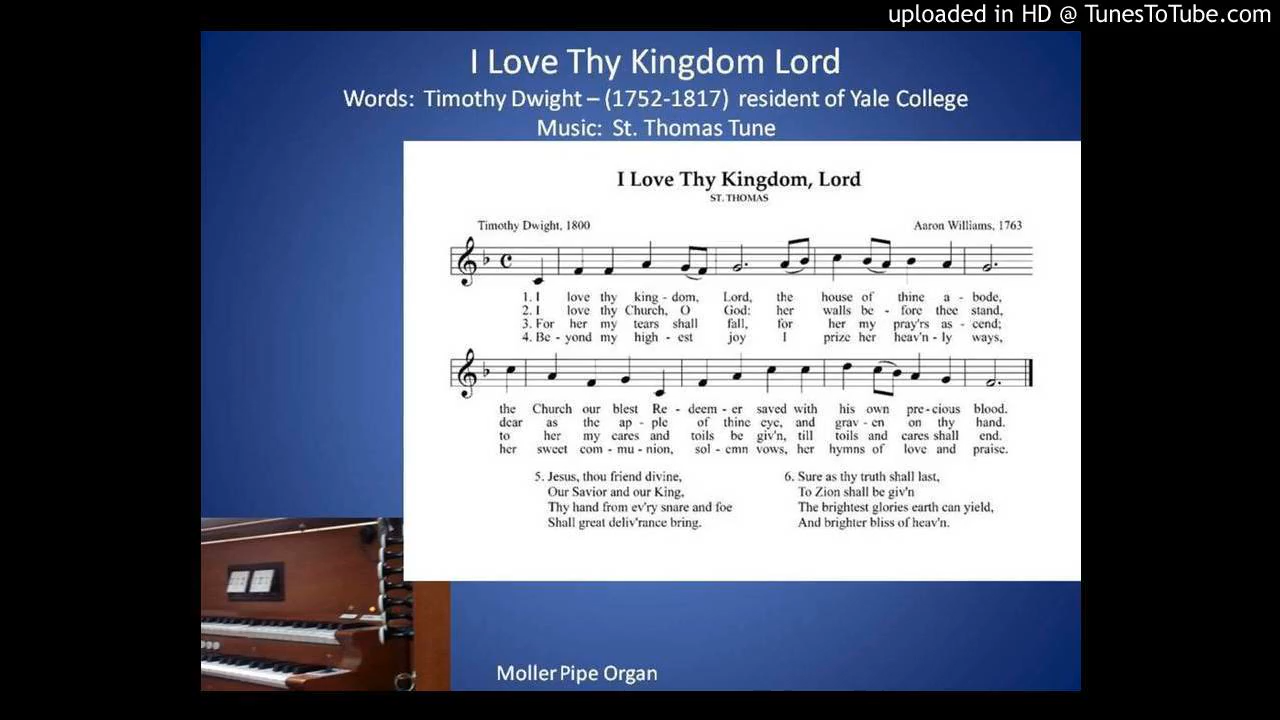 uploaded in HD @ TunesToTube.com
I Love Thy Kingdom Lord
Words: Timothy Dwight – (1752-1817) resident of Yale College
Music: St. Thomas Tune
I Love Thy Kingdom, Lord
ST. THOMAS
Timothy Dwight, 1800 Aaron Williams, 1763
1. I love thy king - dom, Lord, the house of thine a - bode,
2. I love thy Church, O God: her walls be - fore thee stand,
3. For her my tears shall fall, for her my pray'rs as - cend;
4. Be - yond my high - est joy I prize her heav'n - ly ways,
the Church our blest Re - deem - er saved with his own pre - cious blood.
dear as the ap - ple of thine eye, and grav - en on thy hand.
to her my cares and toils be giv'n, till toils and cares shall end.
her sweet com - mu - nion, sol - emn vows, her hymns of love and praise.
5. Jesus, thou friend divine,
Our Savior and our King,
Thy hand from ev'ry snare and foe
Shall great deliv'rance bring.
6. Sure as thy truth shall last,
To Zion shall be giv'n
The brightest glories earth can yield,
And brighter bliss of heav'n.
Moller Pipe Organ